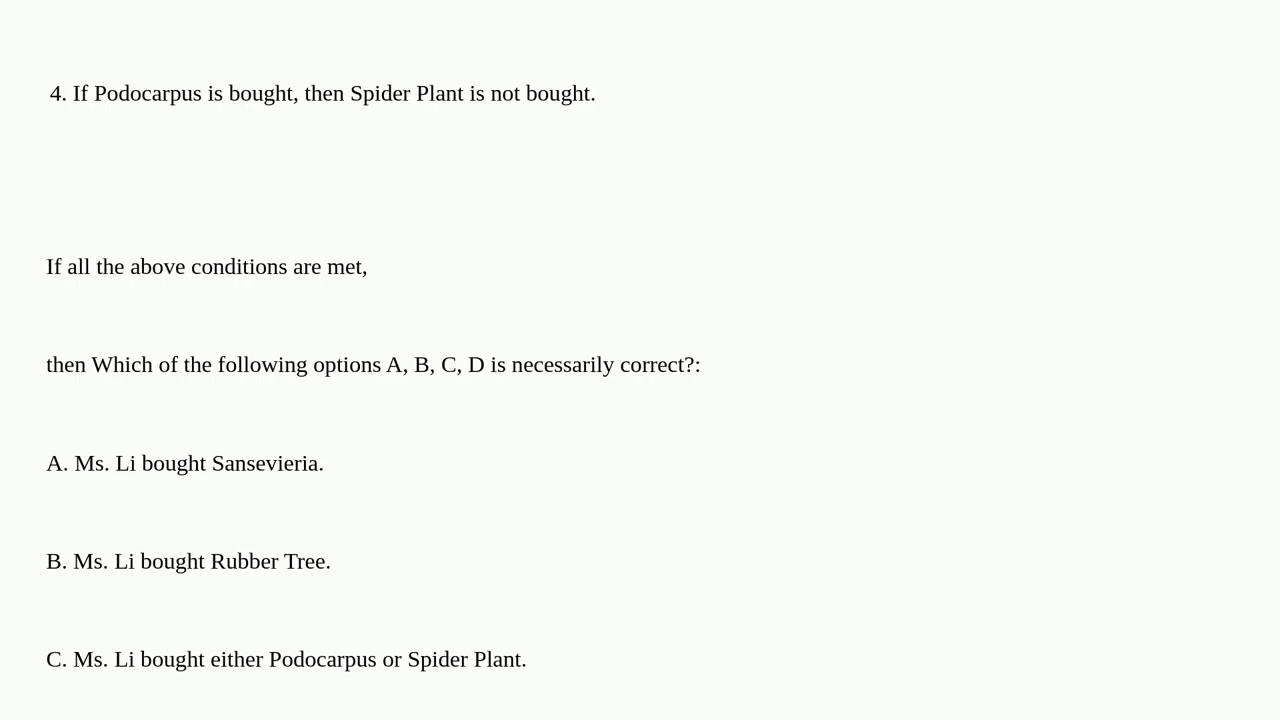 4. If Podocarpus is bought, then Spider Plant is not bought.
If all the above conditions are met,
then Which of the following options A, B, C, D is necessarily correct?:
A. Ms. Li bought Sansevieria.
B. Ms. Li bought Rubber Tree.
C. Ms. Li bought either Podocarpus or Spider Plant.